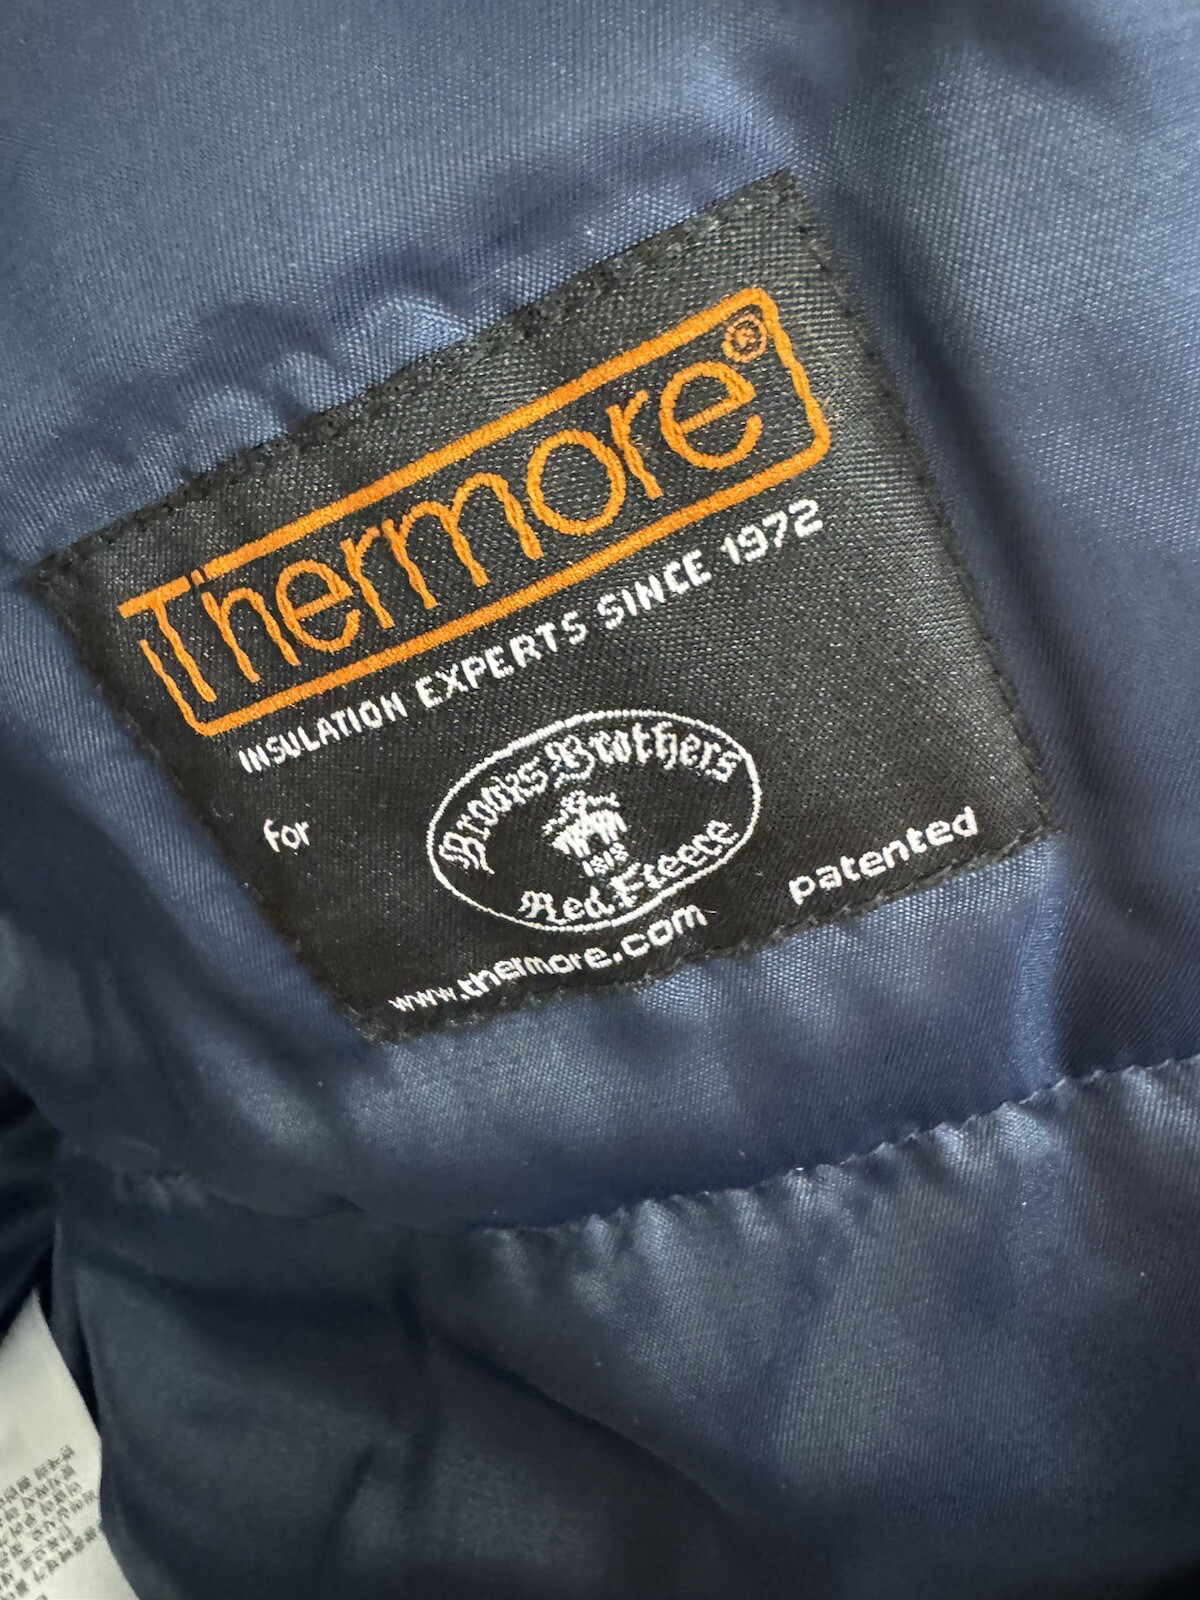 Thermore®
INSULATION EXPERTS SINCE 1972
for
Brooks Brothers
1818
Red Fleece
patented
www.thermore.com